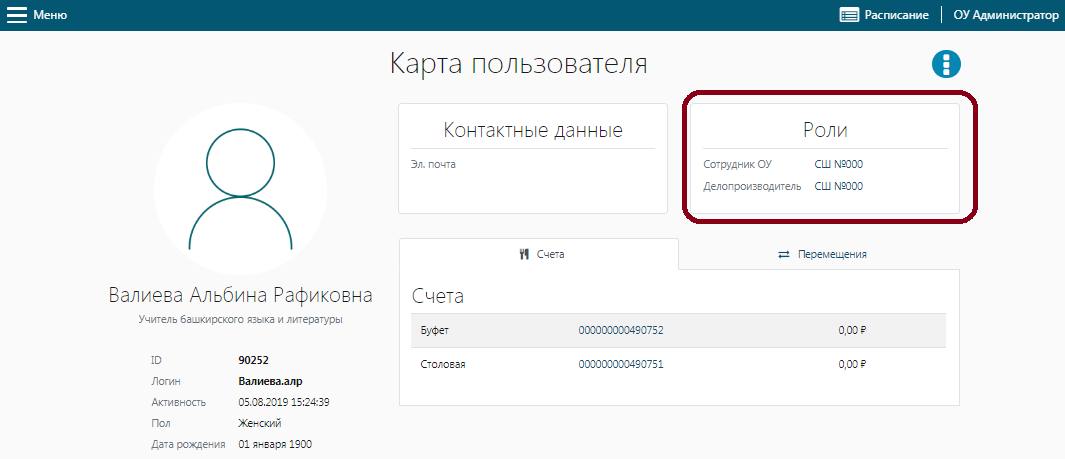 Меню
Расписание
ОУ Администратор
Карта пользователя
Контактные данные
Эл. почта
Роли
Сотрудник ОУ СШ №000
Делопроизводитель СШ №000
Счета
Перемещения
Счета
Буфет 000000000490752 0,00 ₽
Столовая 000000000490751 0,00 ₽
Валиева Альбина Рафиковна
Учитель башкирского языка и литературы
ID 90252
Логин Валиева.алр
Активность 05.08.2019 15:24:39
Пол Женский
Дата рождения 01 января 1900